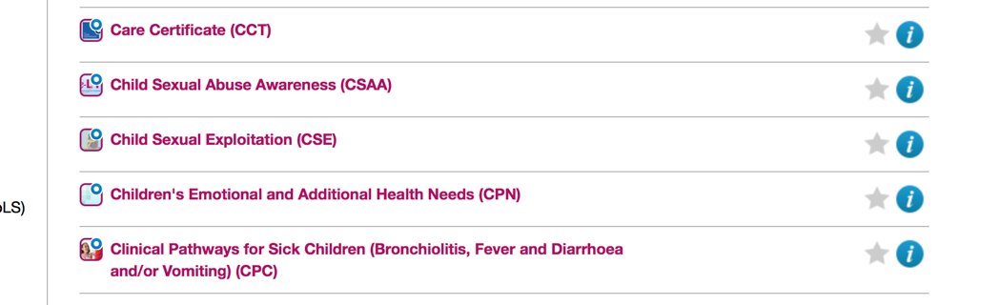 Care Certificate (CCT)
Child Sexual Abuse Awareness (CSAA)
Child Sexual Exploitation (CSE)
Children's Emotional and Additional Health Needs (CPN)
LS)
Clinical Pathways for Sick Children (Bronchiolitis, Fever and Diarrhoea
and/or Vomiting) (CPC)